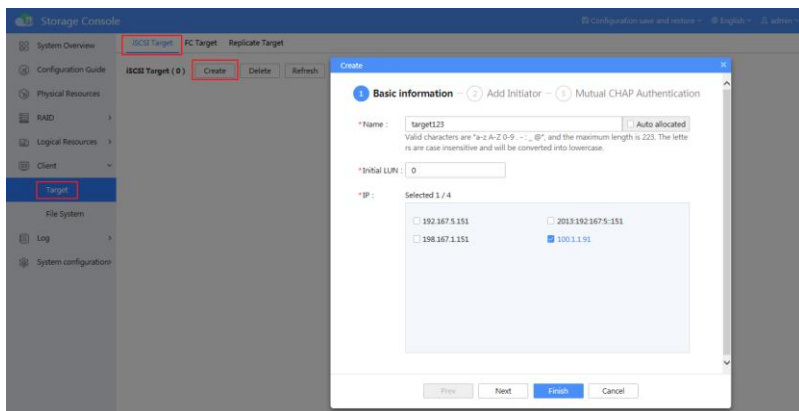 Storage Console
Configuration save and restore
English
admin
System Overview
Configuration Guide
Physical Resources
RAID
Logical Resources
Client
Target
File System
Log
System configurations
iSCSI Target FC Target Replicate Target
iSCSI Target ( 0 ) Create Delete Refresh
Create
1 Basic information 2 Add Initiator 3 Mutual CHAP Authentication
*Name : target123 Auto allocated
Valid characters are "a-z A-Z 0-9 . - : _ @", and the maximum length is 223. The lette
rs are case insensitive and will be converted into lowercase.
*Initial LUN : 0
*IP : Selected 1 / 4
192.167.5.151 2013:192:167:5::151
198.167.1.151 100.1.1.91
Prev Next Finish Cancel